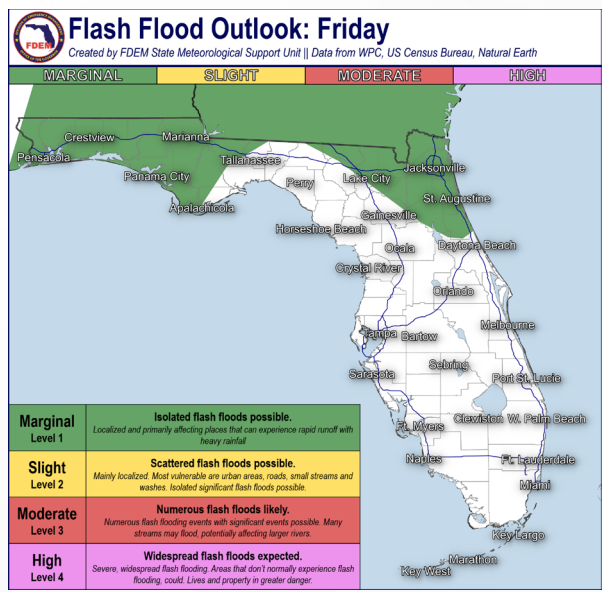 Flash Flood Outlook: Friday
FDEM
Created by FDEM State Meteorological Support Unit || Data from WPC, US Census Bureau, Natural Earth
MARGINAL SLIGHT MODERATE HIGH
Crestview
Marianna
Pensacola
Tallahassee
Jacksonville
Panama City
Perry
Lake City
St. Augustine
Apalachicola
Gainesville
Horseshoe Beach
Ocala
Daytona Beach
Crystal River
Orlando
Tampa
Bartow
Melbourne
Sebring
Sarasota
Port St. Lucie
Clewiston
W. Palm Beach
Ft. Myers
Naples
Ft. Lauderdale
Miami
Key Largo
Marathon
Key West
Marginal
Level 1
Isolated flash floods possible.
Localized and primarily affecting places that can experience rapid runoff with
heavy rainfall
Slight
Level 2
Scattered flash floods possible.
Mainly localized. Most vulnerable are urban areas, roads, small streams and
washes. Isolated significant flash floods possible.
Moderate
Level 3
Numerous flash floods likely.
Numerous flash flooding events with significant events possible. Many
streams may flood, potentially affecting larger rivers.
High
Level 4
Widespread flash floods expected.
Severe, widespread flash flooding. Areas that don't normally experience flash
flooding, could. Lives and property in greater danger.